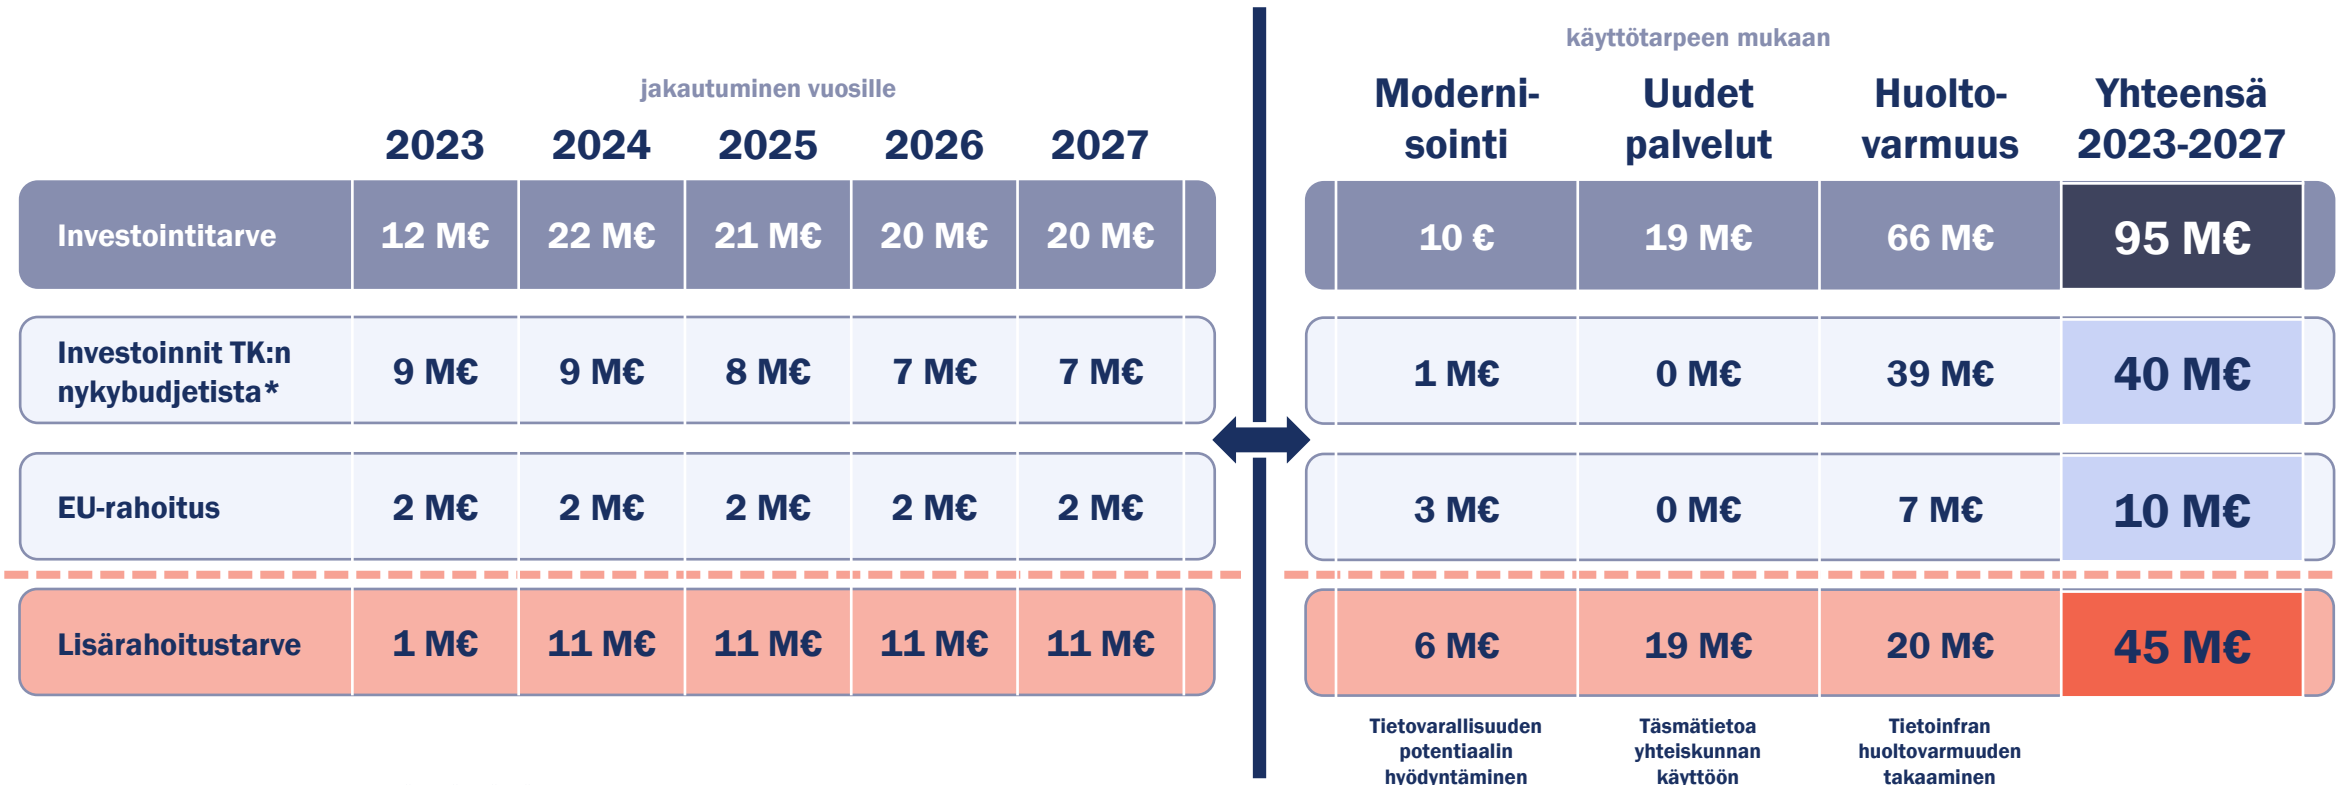 jakautuminen vuosille
2023 2024 2025 2026 2027
Investointitarve 12 M€ 22 M€ 21 M€ 20 M€ 20 M€
Investoinnit TK:n
nykybudjetista* 9 M€ 9 M€ 8 M€ 7 M€ 7 M€
EU-rahoitus 2 M€ 2 M€ 2 M€ 2 M€ 2 M€
Lisärahoitustarve 1 M€ 11 M€ 11 M€ 11 M€ 11 M€
käyttötarpeen mukaan
Moderni- Uudet Huolto- Yhteensä
sointi palvelut varmuus 2023-2027
10 € 19 M€ 66 M€ 95 M€
1 M€ 0 M€ 39 M€ 40 M€
3 M€ 0 M€ 7 M€ 10 M€
6 M€ 19 M€ 20 M€ 45 M€
Tietovarallisuuden Täsmätietoa Tietoinfran
potentiaalin yhteiskunnan huoltovarmuuden
hyödyntäminen käyttöön takaaminen